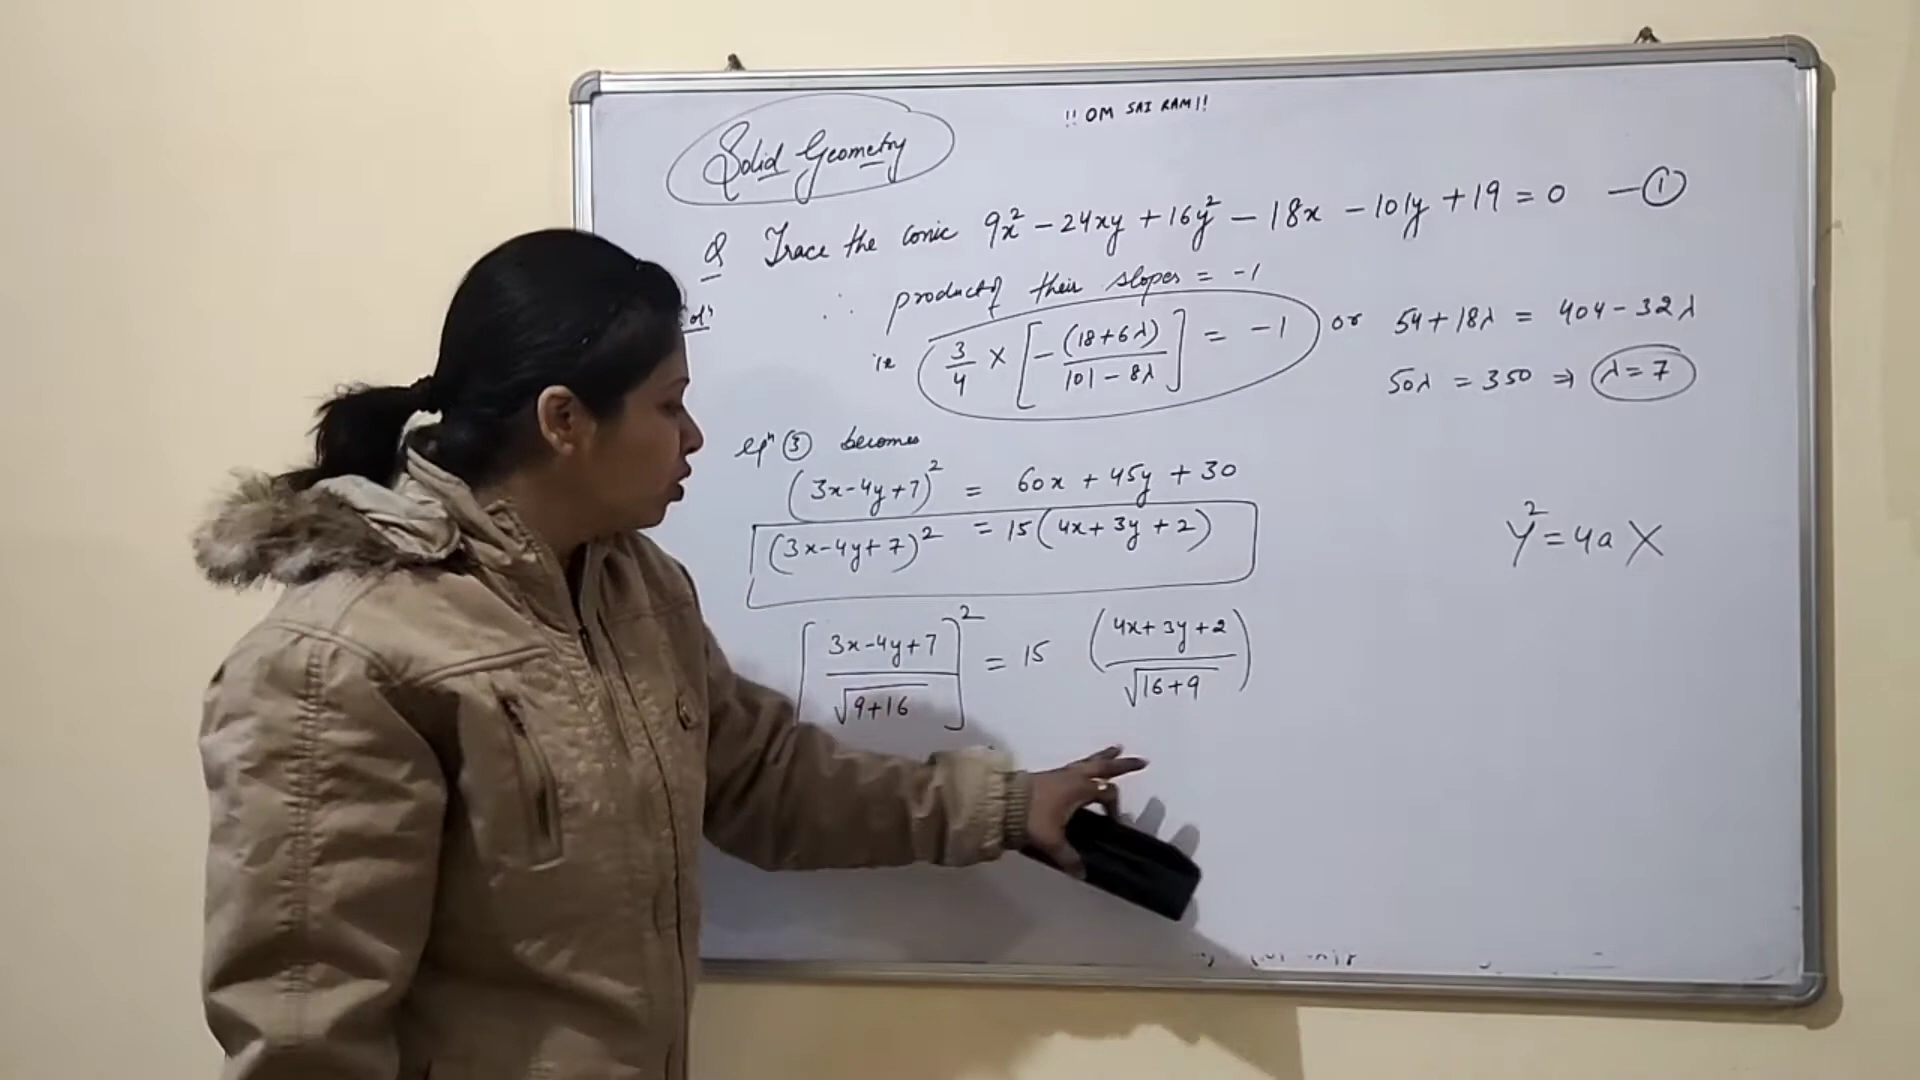 !! OM SAI RAM !!
Solid Geometry
Q Trace the conic 9x² - 24xy + 16y² - 18x - 101y + 19 = 0 — ①
∴ product of their slopes = -1
ie 3/4 × [-(18+6λ)/(101-8λ)] = -1 or 54+18λ = 404-32λ
50λ = 350 ⇒ λ=7
eqⁿ ③ becomes
(3x-4y+7)² = 60x + 45y + 30
(3x-4y+7)² = 15(4x+3y+2)
Y² = 4aX
[(3x-4y+7)/√(9+16)]² = 15 ((4x+3y+2)/√(16+9))